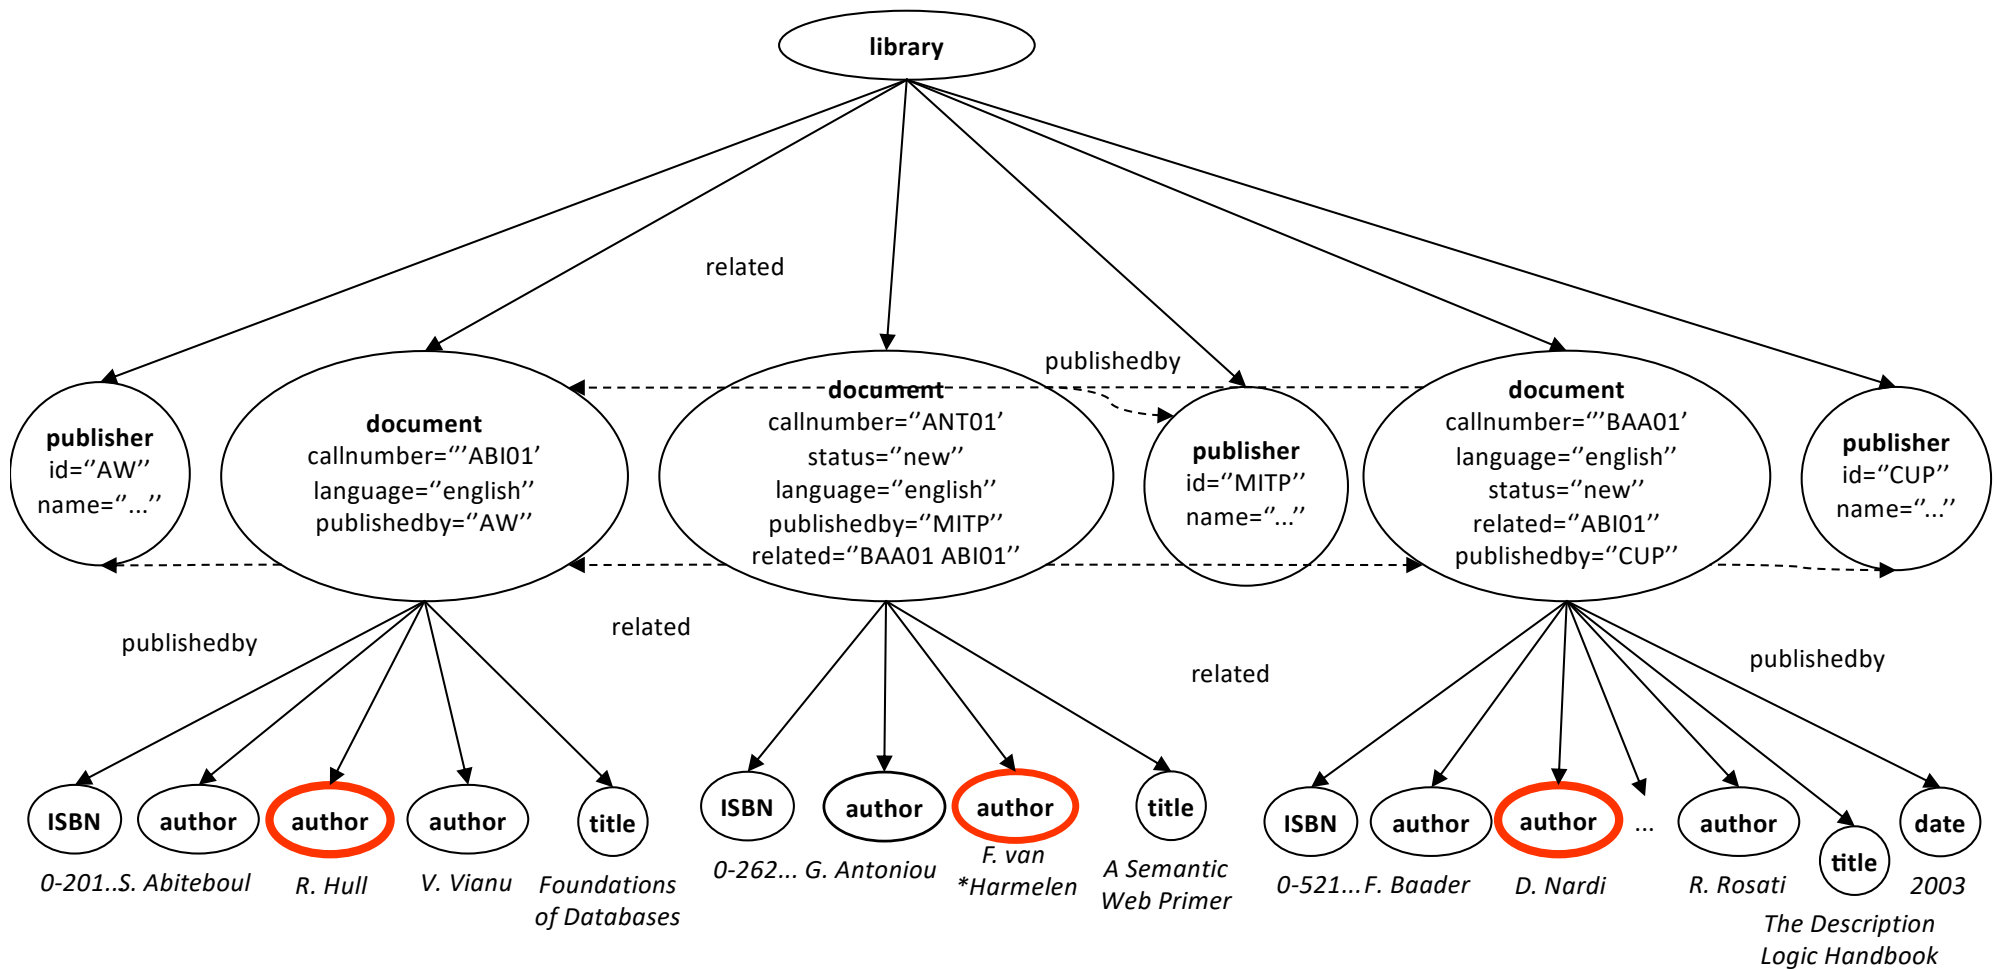 library
related
publishedby
publisher
id=‘’AW’’
name=‘’...’’
document
callnumber=‘’’ABI01’
language=‘’english’’
publishedby=‘’AW’’
document
callnumber=‘’ANT01’
status=‘’new’’
language=‘’english’’
publishedby=‘’MITP’’
related=‘’BAA01 ABI01’’
publisher
id=‘’MITP’’
name=‘’...’’
document
callnumber=‘’’BAA01’
language=‘’english’’
status=‘’new’’
related=‘’ABI01’’
publishedby=‘’CUP’’
publisher
id=‘’CUP’’
name=‘’...’’
publishedby
related
related
publishedby
ISBN
author
author
author
title
ISBN
author
author
title
ISBN
author
author
...
author
title
date
0-201...
S. Abiteboul
R. Hull
V. Vianu
Foundations
of Databases
0-262...
G. Antoniou
F. van
*Harmelen
A Semantic
Web Primer
0-521...
F. Baader
D. Nardi
R. Rosati
2003
The Description
Logic Handbook